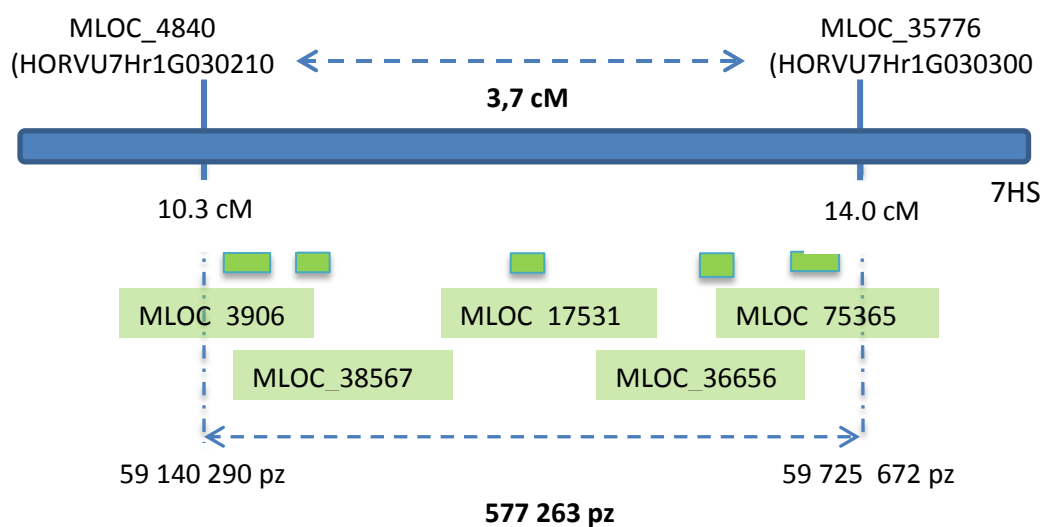 MLOC_4840
(HORVU7Hr1G030210
MLOC_35776
(HORVU7Hr1G030300
3,7 cM
7HS
10.3 cM
14.0 cM
MLOC_3906
MLOC_17531
MLOC_75365
MLOC_38567
MLOC_36656
59 140 290 pz
59 725 672 pz
577 263 pz